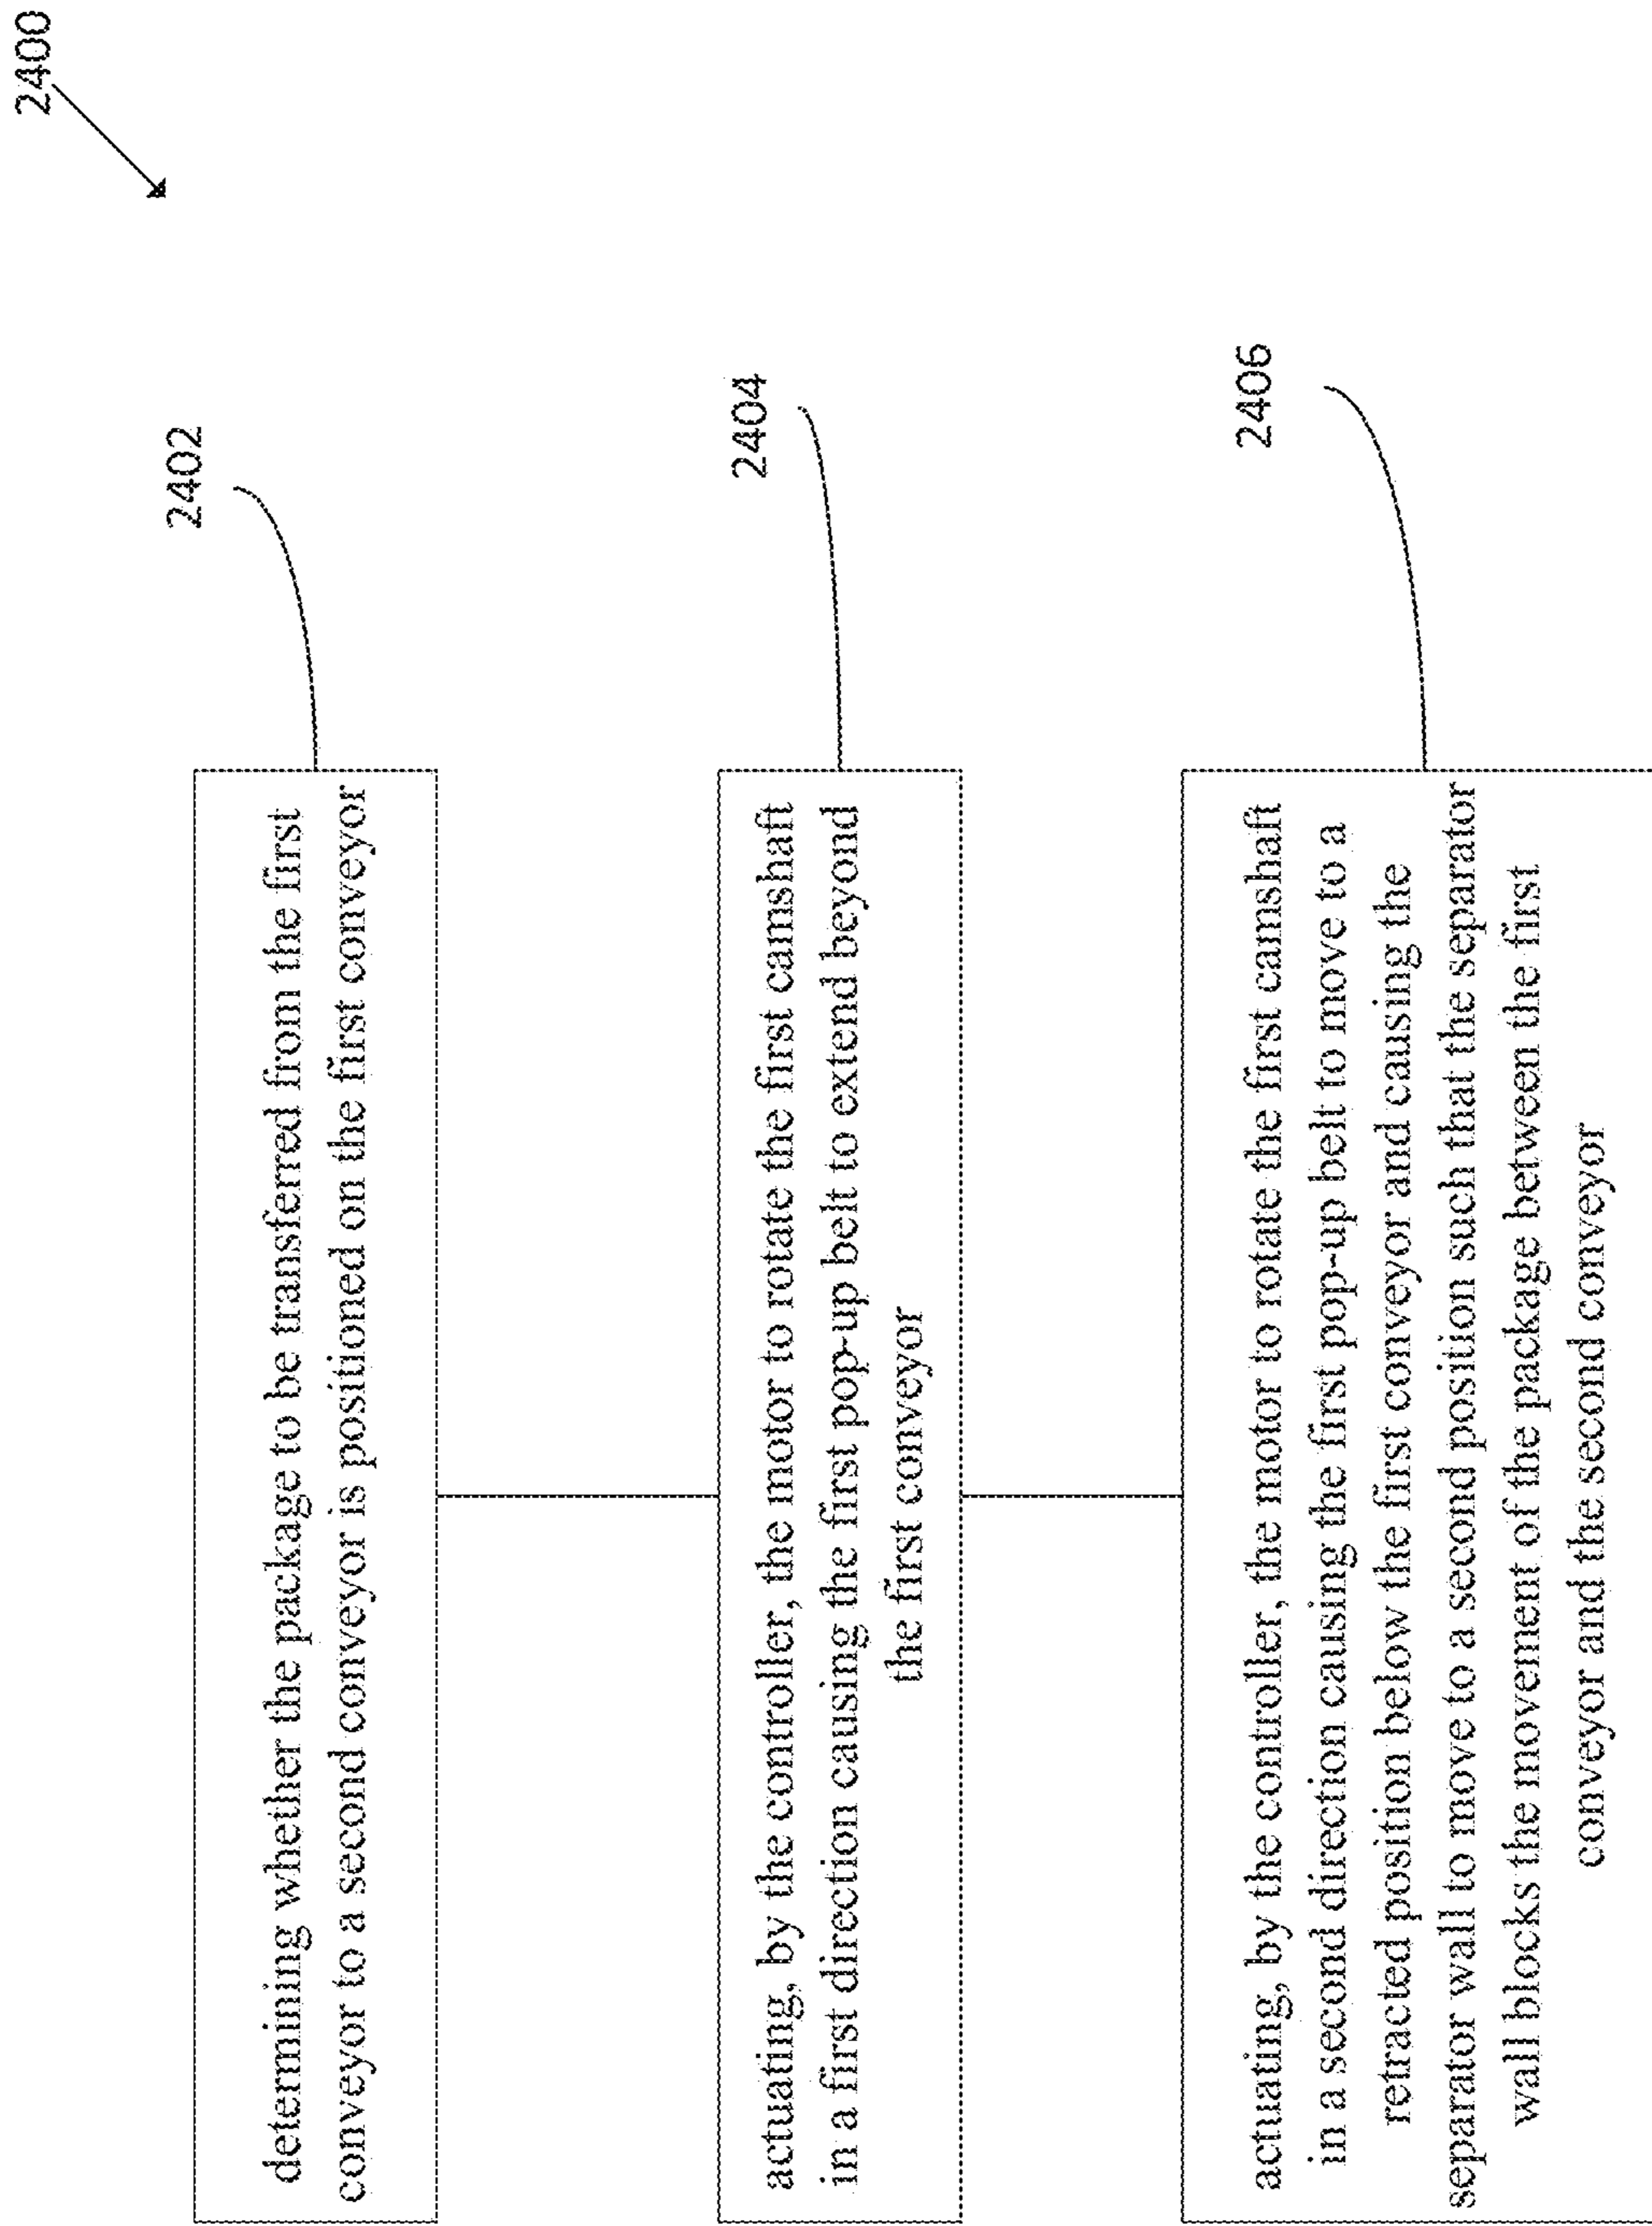 2400
2402
determining whether the package to be transferred from the first
conveyor to a second conveyor is positioned on the first conveyor
2404
actuating, by the controller, the motor to rotate the first camshaft
in a first direction causing the first pop-up belt to extend beyond
the first conveyor
2406
actuating, by the controller, the motor to rotate the first camshaft
in a second direction causing the first pop-up belt to move to a
retracted position below the first conveyor and causing the
separator wall to move to a second position such that the separator
wall blocks the movement of the package between the first
conveyor and the second conveyor